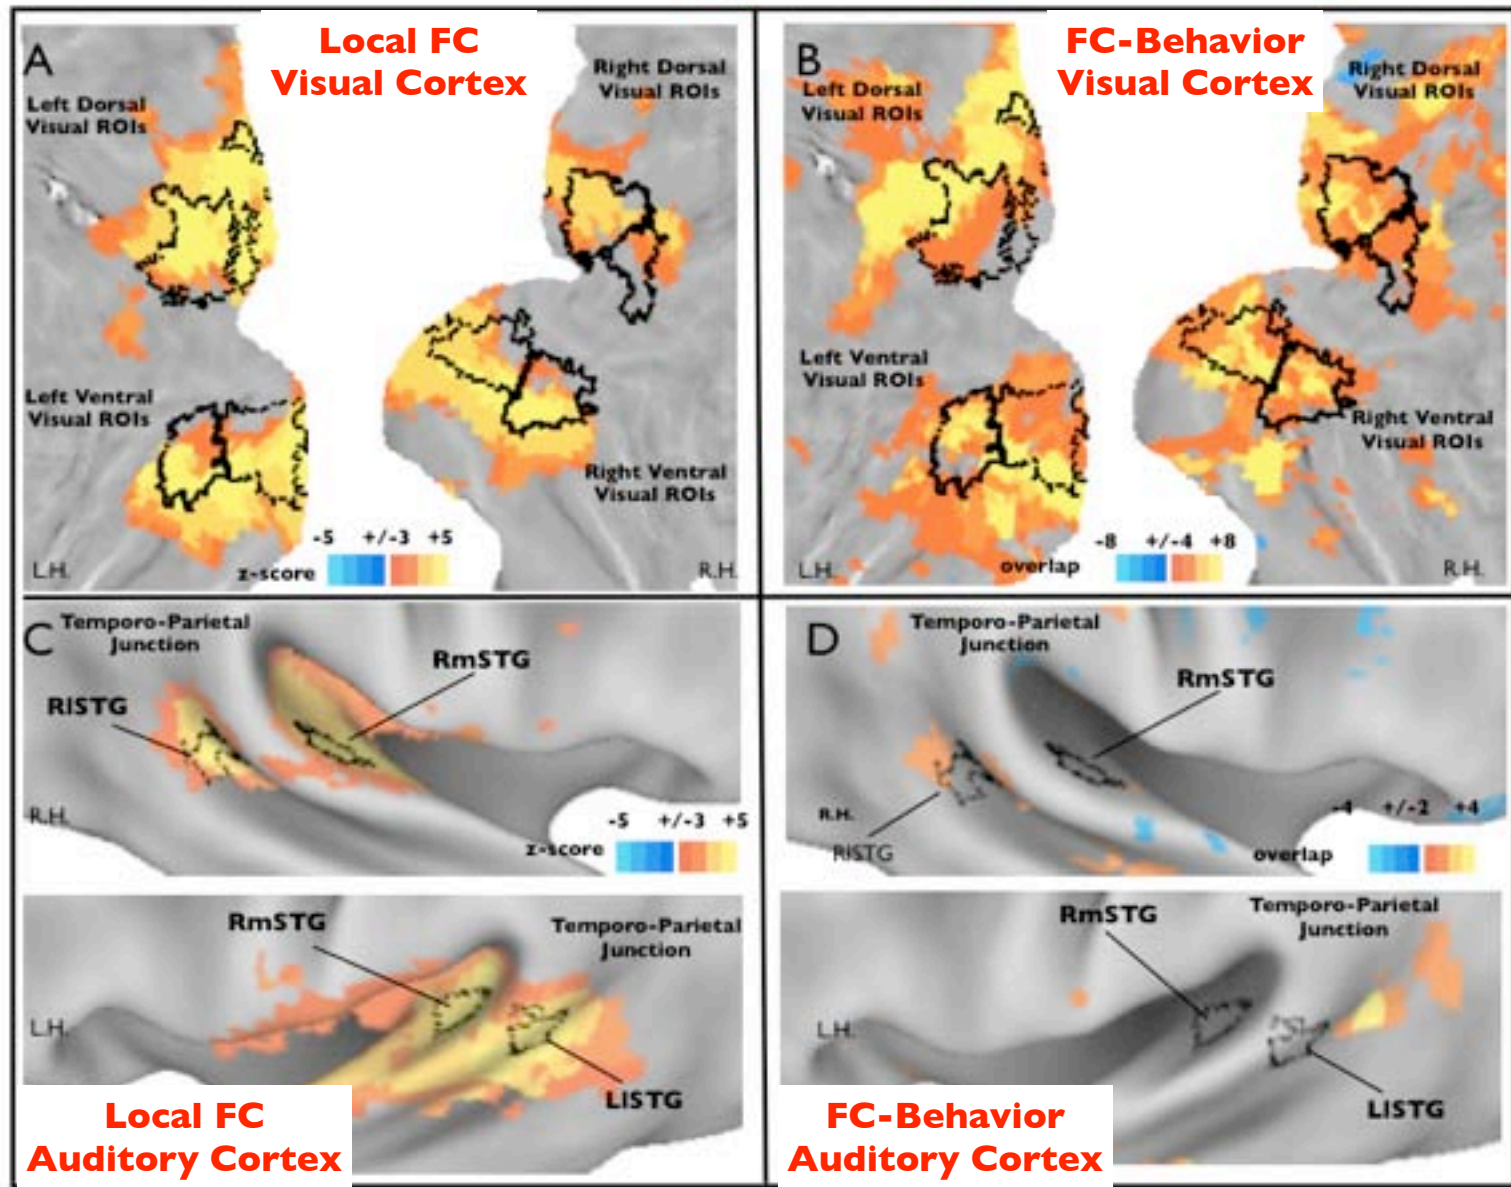 A
Local FC
Visual Cortex
Left Dorsal
Visual ROIs
Right Dorsal
Visual ROIs
Left Ventral
Visual ROIs
Right Ventral
Visual ROIs
-5 +/-3 +5
z-score
L.H.
R.H.
B
FC-Behavior
Visual Cortex
Left Dorsal
Visual ROIs
Right Dorsal
Visual ROIs
Left Ventral
Visual ROIs
Right Ventral
Visual ROIs
-8 +/-4 +8
overlap
L.H.
R.H.
C
Temporo-Parietal
Junction
RmSTG
RlSTG
R.H.
-5 +/-3 +5
z-score
RmSTG
Temporo-Parietal
Junction
L.H.
LlSTG
Local FC
Auditory Cortex
D
Temporo-Parietal
Junction
RmSTG
R.H.
RlSTG
-4 +/-2 +4
overlap
RmSTG
Temporo-Parietal
Junction
L.H.
LlSTG
FC-Behavior
Auditory Cortex